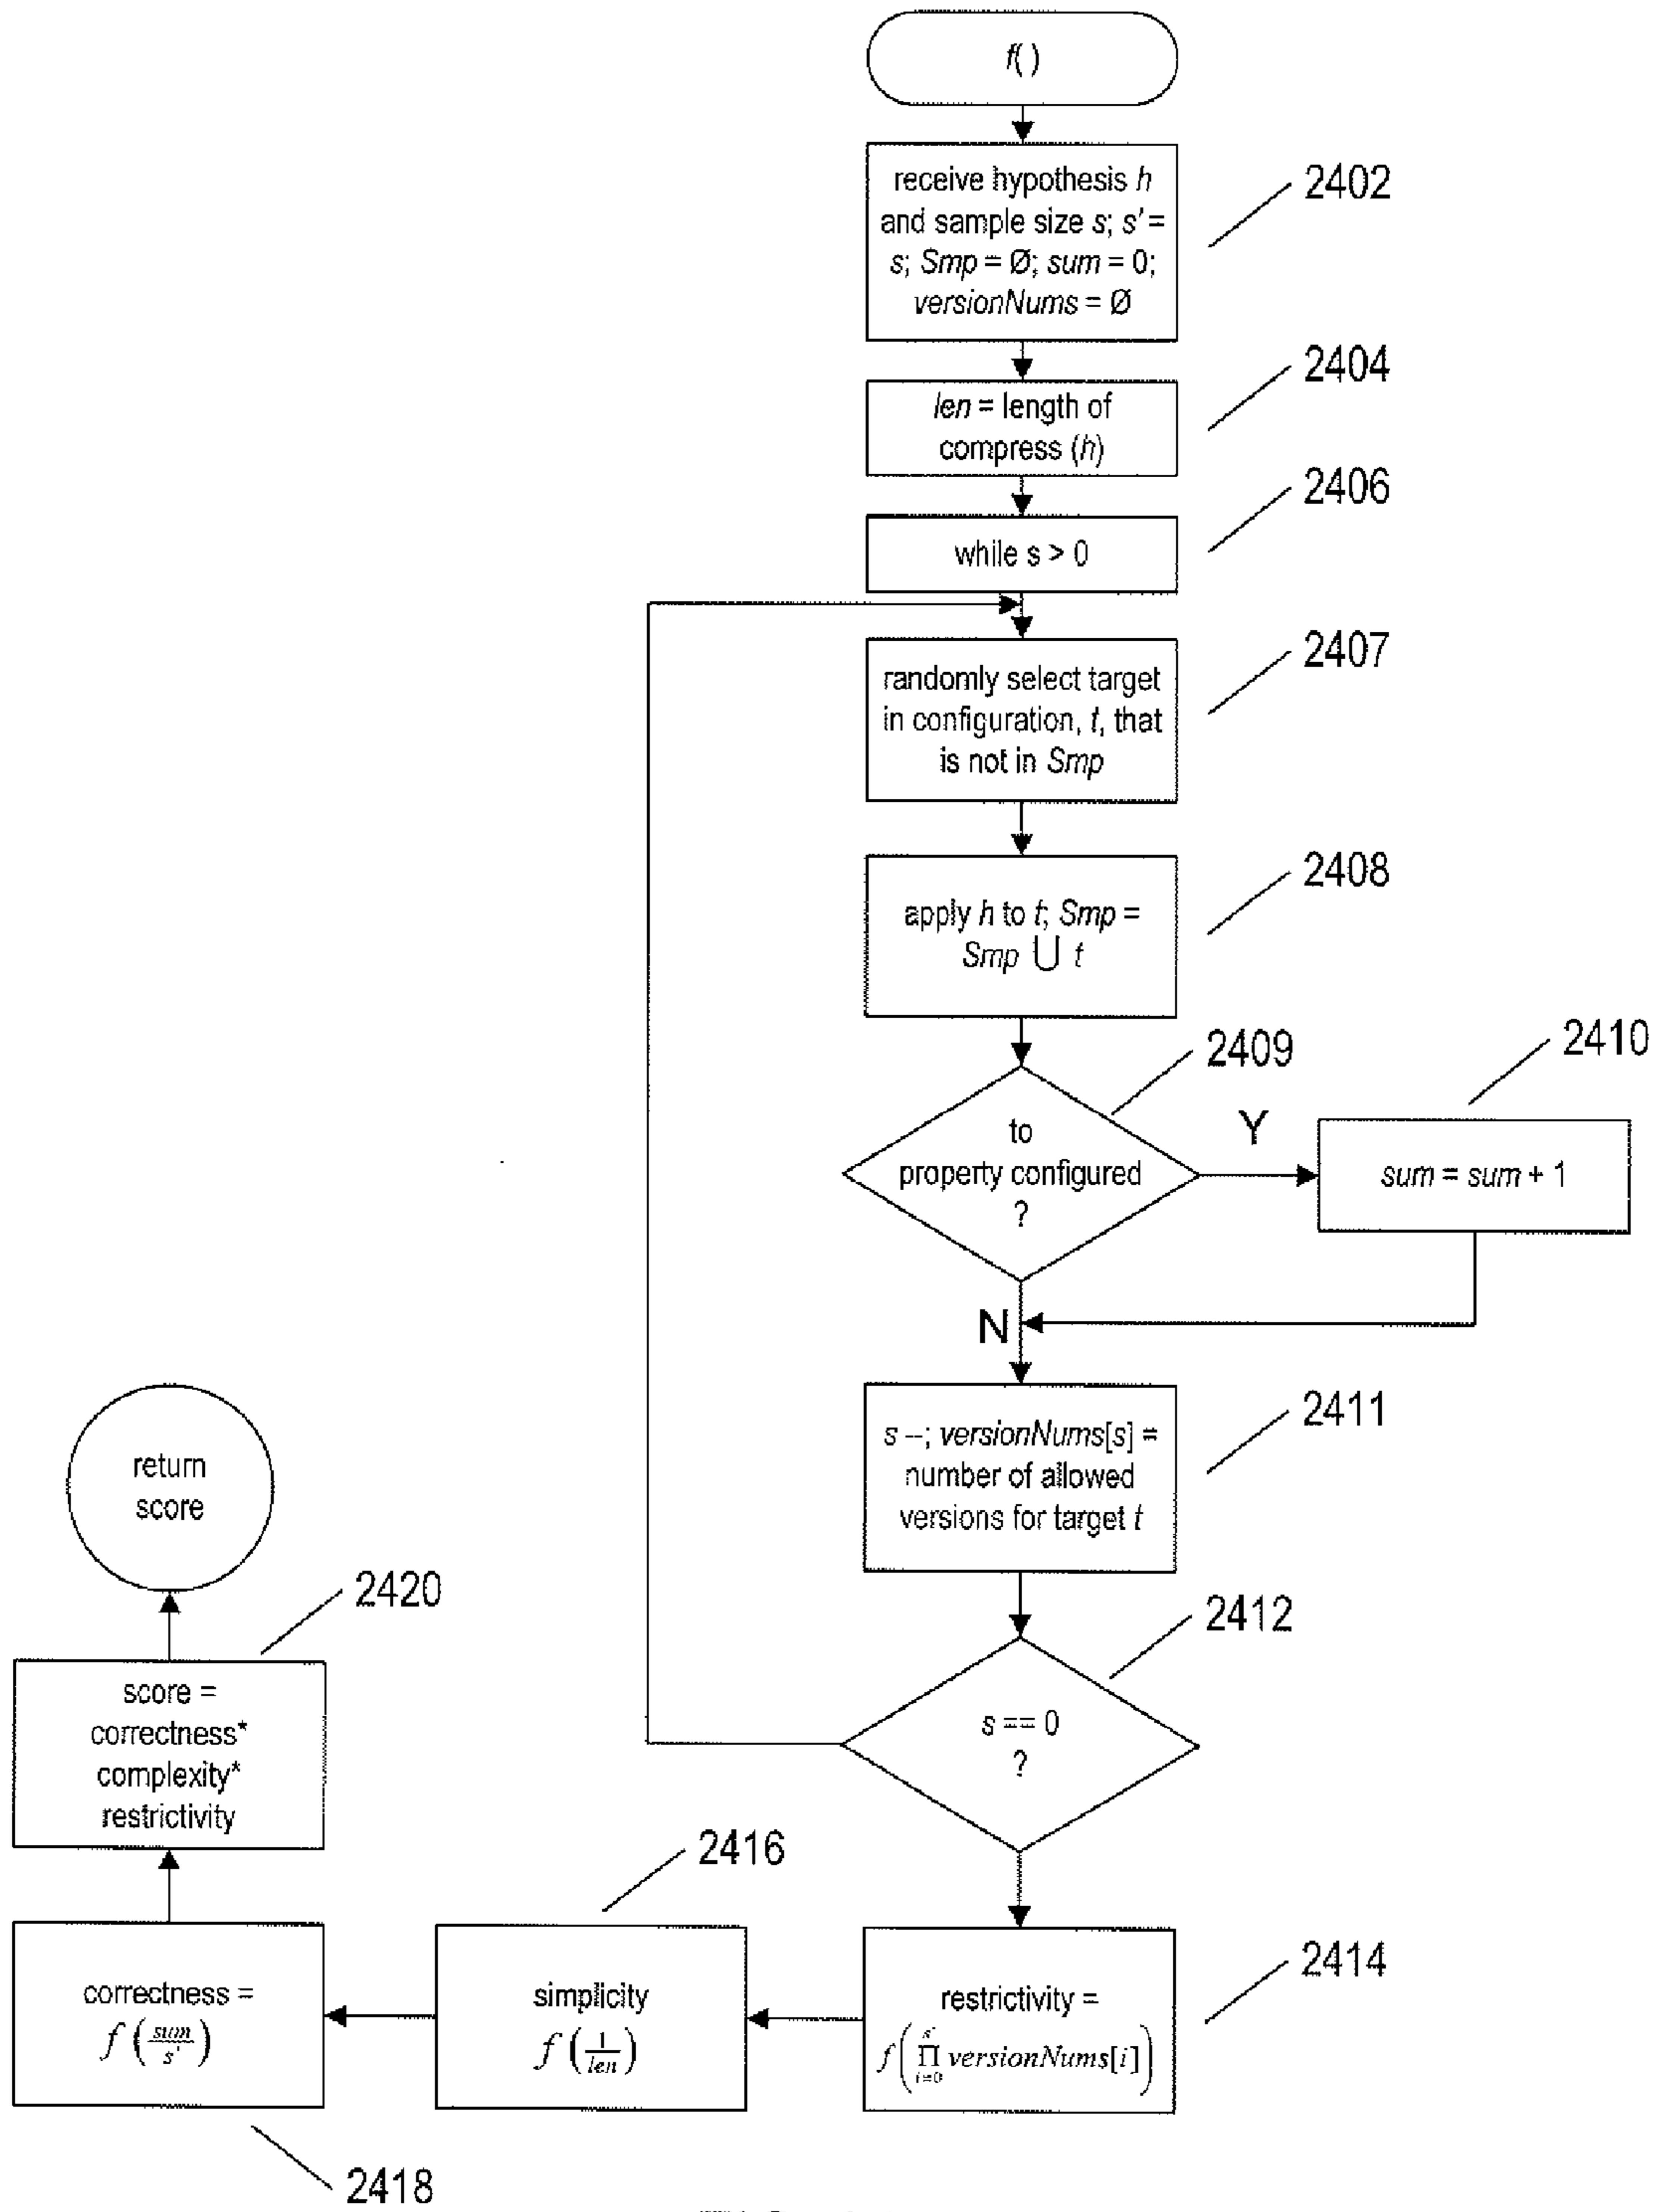 f( )
receive hypothesis h
and sample size s; s' =
s; Smp = Ø; sum = 0;
versionNums = Ø
2402
len = length of
compress (h)
2404
while s > 0
2406
randomly select target
in configuration, t, that
is not in Smp
2407
apply h to t; Smp =
Smp ∪ t
2408
to
property configured
?
2409
Y
sum = sum + 1
2410
N
s --; versionNums[s] =
number of allowed
versions for target t
2411
s == 0
?
2412
restrictivity =
f(∏_{i=0}^{s'} versionNums[i])
2414
simplicity
f(1/len)
2416
correctness =
f(sum/s')
2418
score =
correctness*
complexity*
restrictivity
2420
return
score